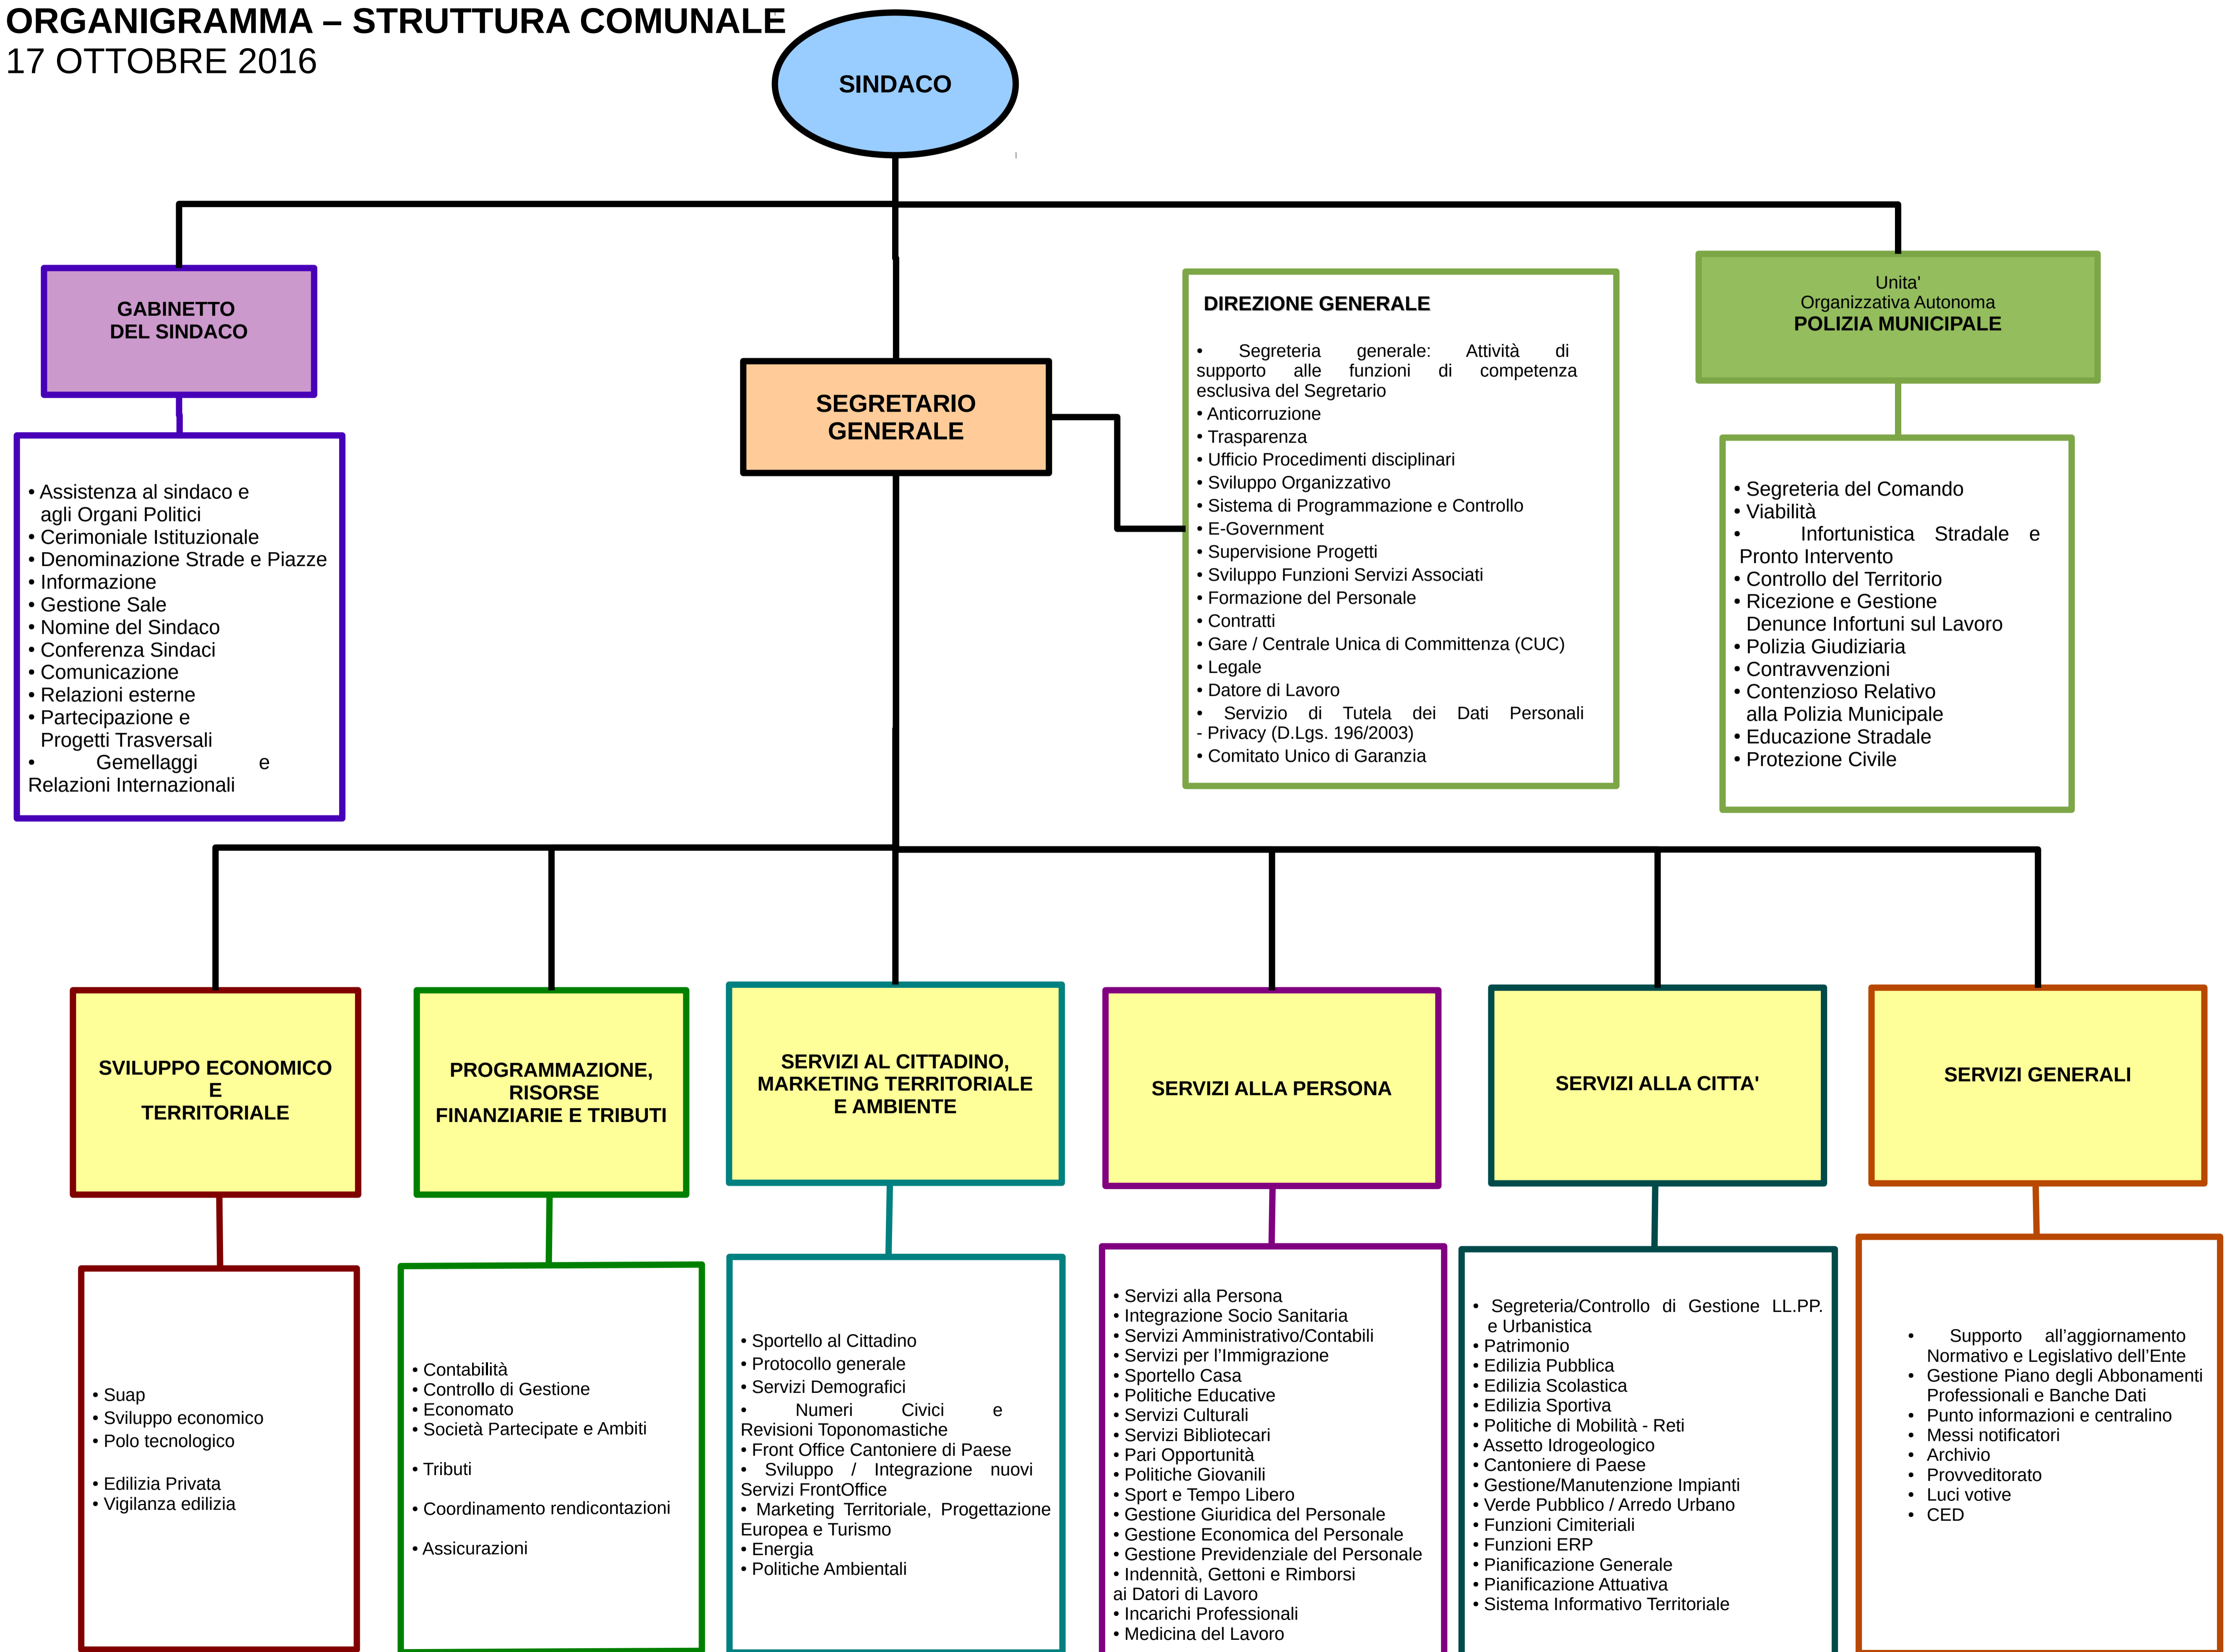 ORGANIGRAMMA – STRUTTURA COMUNALE
17 OTTOBRE 2016
SINDACO
GABINETTO
DEL SINDACO
• Assistenza al sindaco e
agli Organi Politici
• Cerimoniale Istituzionale
• Denominazione Strade e Piazze
• Informazione
• Gestione Sale
• Nomine del Sindaco
• Conferenza Sindaci
• Comunicazione
• Relazioni esterne
• Partecipazione e
Progetti Trasversali
• Gemellaggi e
Relazioni Internazionali
SEGRETARIO
GENERALE
DIREZIONE GENERALE
• Segreteria generale: Attività di
supporto alle funzioni di competenza
esclusiva del Segretario
• Anticorruzione
• Trasparenza
• Ufficio Procedimenti disciplinari
• Sviluppo Organizzativo
• Sistema di Programmazione e Controllo
• E-Government
• Supervisione Progetti
• Sviluppo Funzioni Servizi Associati
• Formazione del Personale
• Contratti
• Gare / Centrale Unica di Committenza (CUC)
• Legale
• Datore di Lavoro
• Servizio di Tutela dei Dati Personali
- Privacy (D.Lgs. 196/2003)
• Comitato Unico di Garanzia
Unita'
Organizzativa Autonoma
POLIZIA MUNICIPALE
• Segreteria del Comando
• Viabilità
• Infortunistica Stradale e
Pronto Intervento
• Controllo del Territorio
• Ricezione e Gestione
Denunce Infortuni sul Lavoro
• Polizia Giudiziaria
• Contravvenzioni
• Contenzioso Relativo
alla Polizia Municipale
• Educazione Stradale
• Protezione Civile
SVILUPPO ECONOMICO
E
TERRITORIALE
• Suap
• Sviluppo economico
• Polo tecnologico
• Edilizia Privata
• Vigilanza edilizia
PROGRAMMAZIONE,
RISORSE
FINANZIARIE E TRIBUTI
• Contabilità
• Controllo di Gestione
• Economato
• Società Partecipate e Ambiti
• Tributi
• Coordinamento rendicontazioni
• Assicurazioni
SERVIZI AL CITTADINO,
MARKETING TERRITORIALE
E AMBIENTE
• Sportello al Cittadino
• Protocollo generale
• Servizi Demografici
• Numeri Civici e
Revisioni Toponomastiche
• Front Office Cantoniere di Paese
• Sviluppo / Integrazione nuovi
Servizi FrontOffice
• Marketing Territoriale, Progettazione
Europea e Turismo
• Energia
• Politiche Ambientali
SERVIZI ALLA PERSONA
• Servizi alla Persona
• Integrazione Socio Sanitaria
• Servizi Amministrativo/Contabili
• Servizi per l’Immigrazione
• Sportello Casa
• Politiche Educative
• Servizi Culturali
• Servizi Bibliotecari
• Pari Opportunità
• Politiche Giovanili
• Sport e Tempo Libero
• Gestione Giuridica del Personale
• Gestione Economica del Personale
• Gestione Previdenziale del Personale
• Indennità, Gettoni e Rimborsi
ai Datori di Lavoro
• Incarichi Professionali
• Medicina del Lavoro
SERVIZI ALLA CITTA'
• Segreteria/Controllo di Gestione LL.PP.
e Urbanistica
• Patrimonio
• Edilizia Pubblica
• Edilizia Scolastica
• Edilizia Sportiva
• Politiche di Mobilità - Reti
• Assetto Idrogeologico
• Cantoniere di Paese
• Gestione/Manutenzione Impianti
• Verde Pubblico / Arredo Urbano
• Funzioni Cimiteriali
• Funzioni ERP
• Pianificazione Generale
• Pianificazione Attuativa
• Sistema Informativo Territoriale
SERVIZI GENERALI
• Supporto all’aggiornamento
Normativo e Legislativo dell’Ente
• Gestione Piano degli Abbonamenti
Professionali e Banche Dati
• Punto informazioni e centralino
• Messi notificatori
• Archivio
• Provveditorato
• Luci votive
• CED